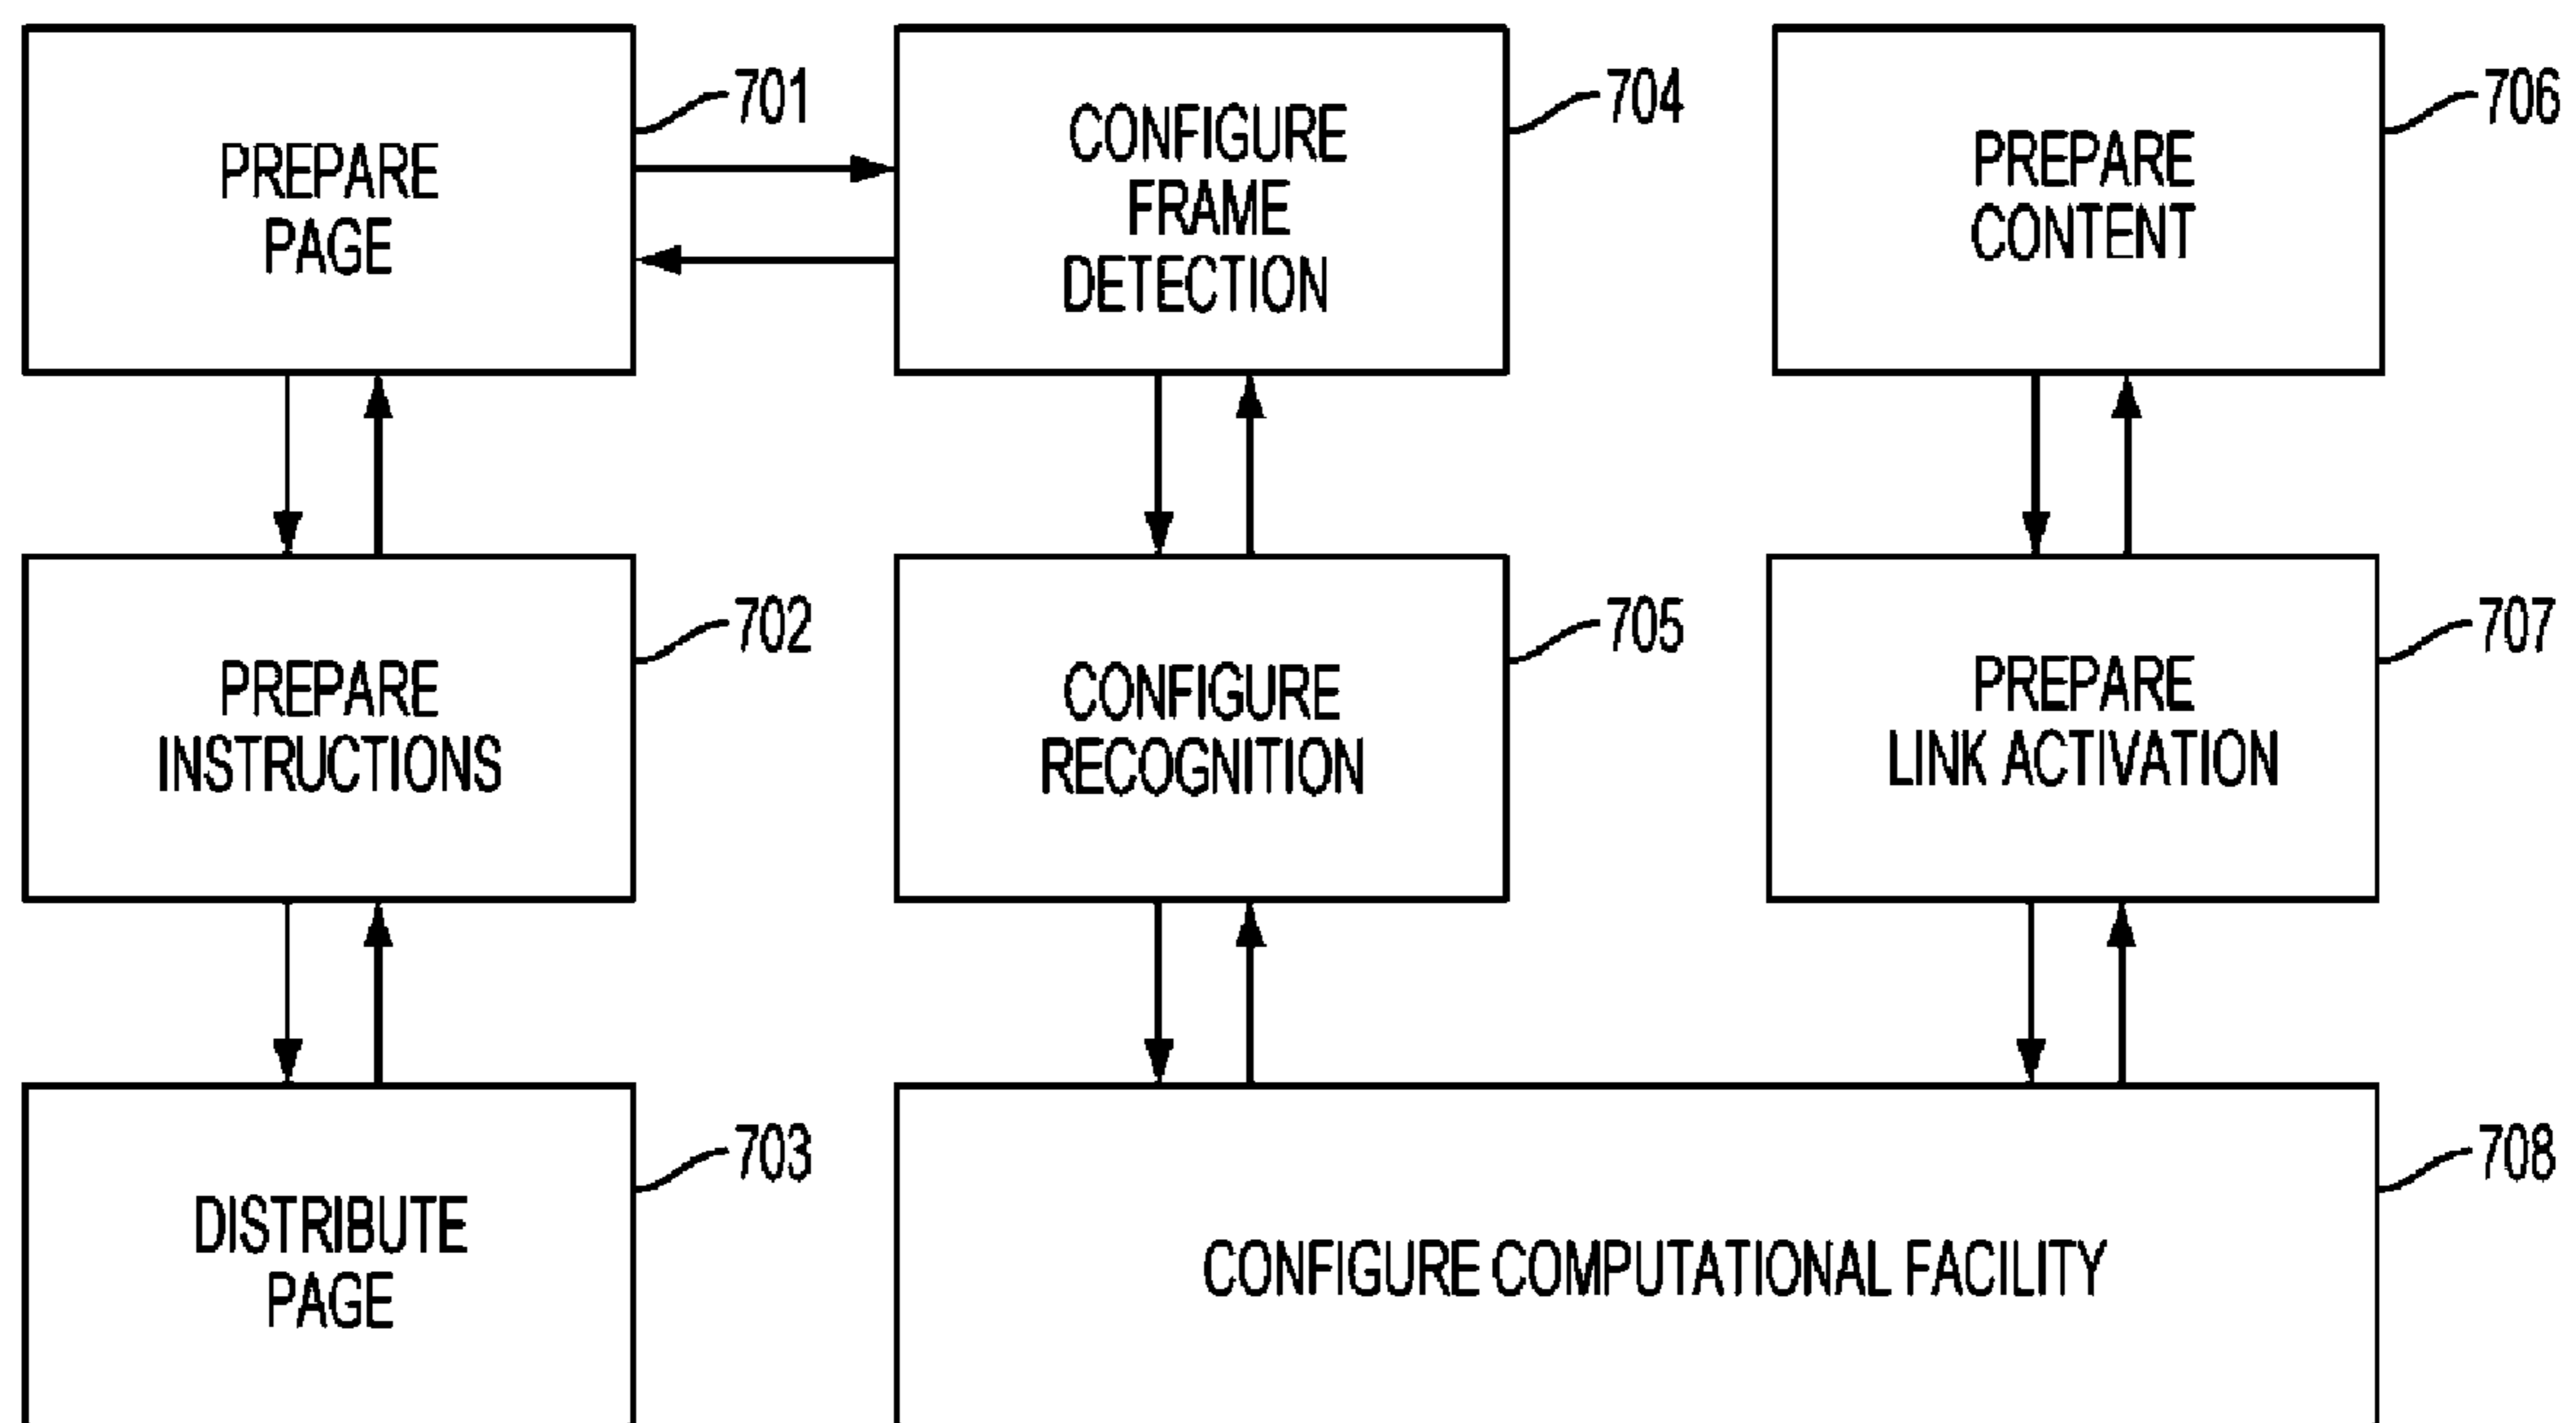 PREPARE
PAGE
701
CONFIGURE
FRAME
DETECTION
704
PREPARE
CONTENT
706
PREPARE
INSTRUCTIONS
702
CONFIGURE
RECOGNITION
705
PREPARE
LINK ACTIVATION
707
DISTRIBUTE
PAGE
703
CONFIGURE COMPUTATIONAL FACILITY
708